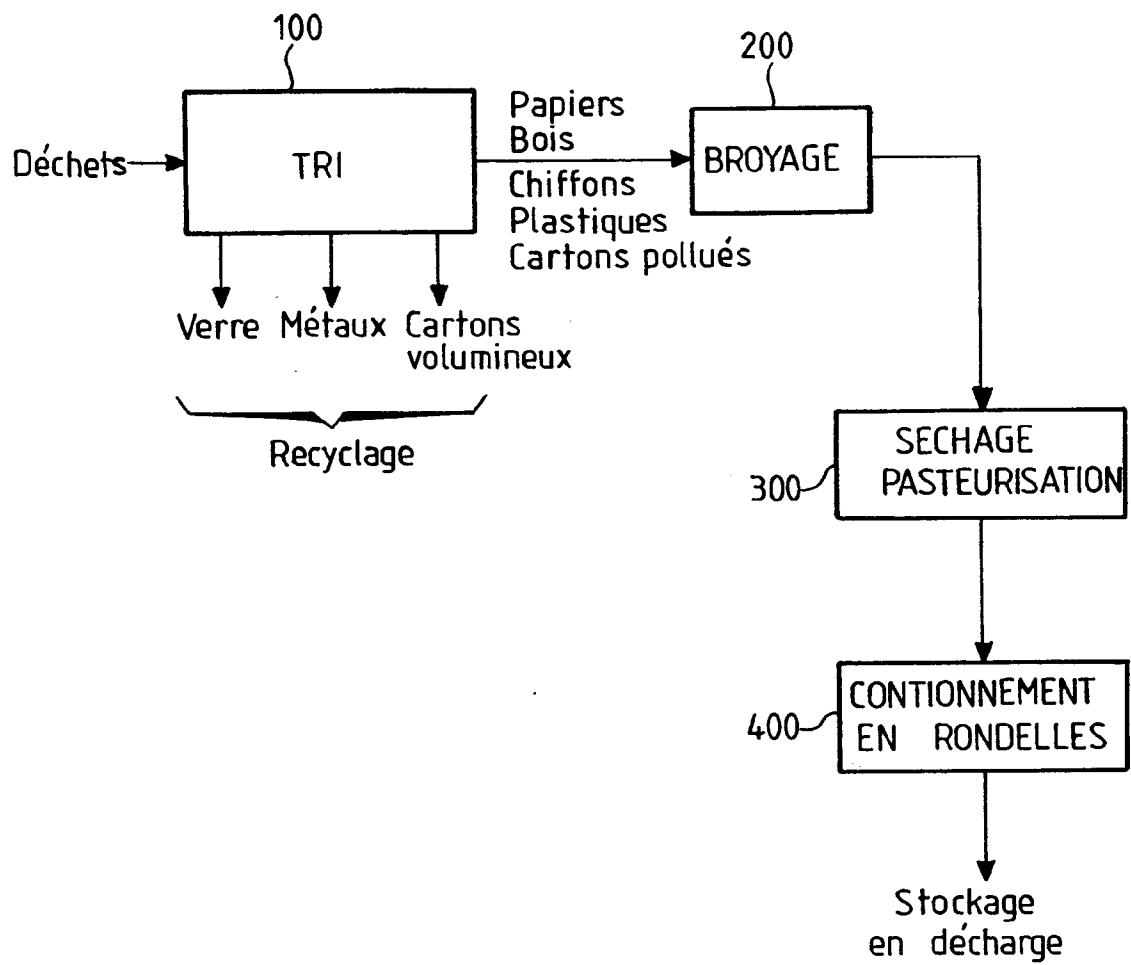 100
200
Déchets
TRI
Papiers
Bois
Chiffons
Plastiques
Cartons pollués
BROYAGE
Verre
Métaux
Cartons
volumineux
Recyclage
300
SECHAGE
PASTEURISATION
400
CONTIONNEMENT
EN RONDELLES
Stockage
en décharge